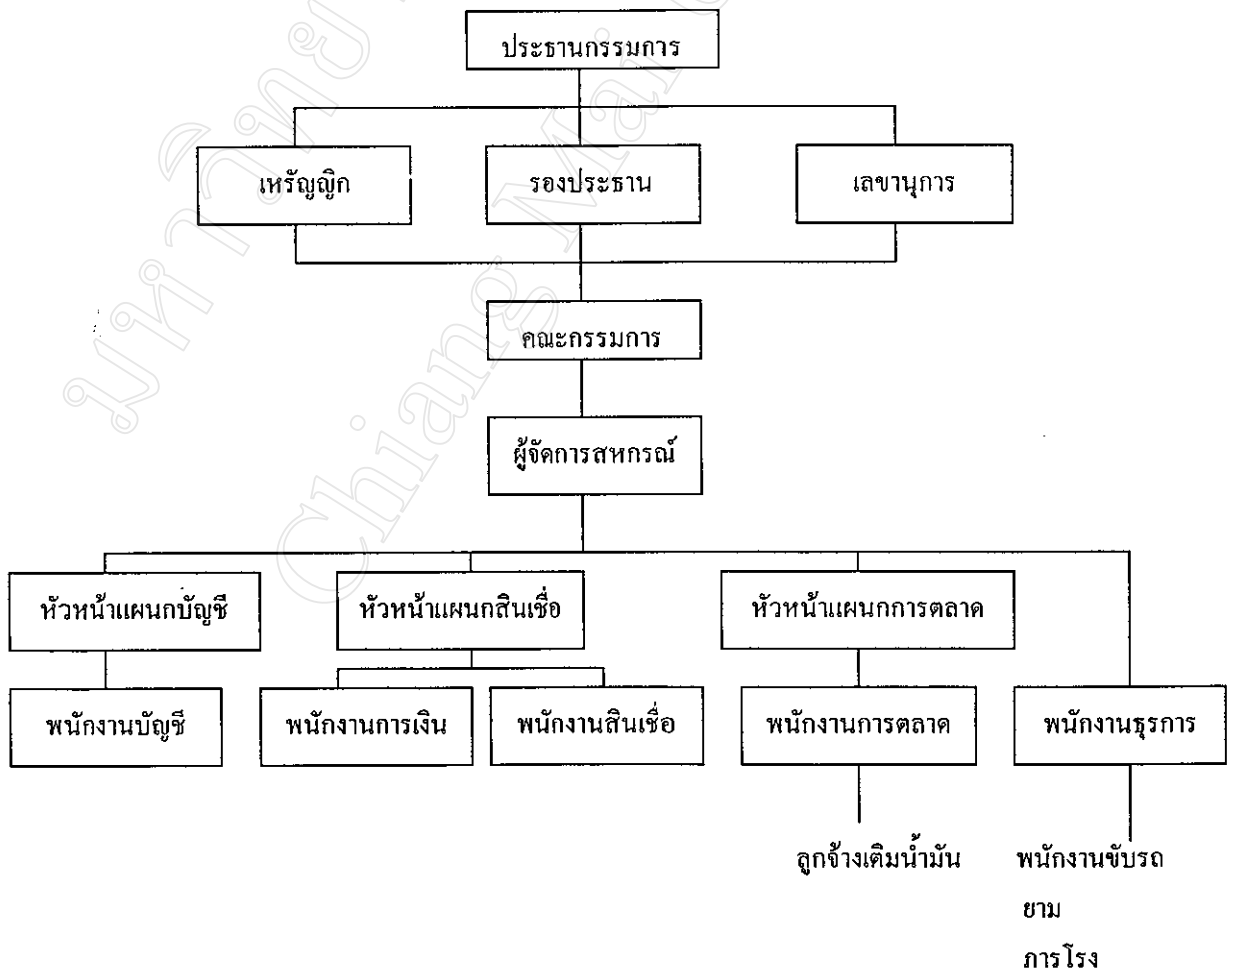 ประธานกรรมการ
เหรัญญิก
รองประธาน
เลขานุการ
คณะกรรมการ
ผู้จัดการสหกรณ์
หัวหน้าแผนกบัญชี
หัวหน้าแผนกสินเชื่อ
หัวหน้าแผนกการตลาด
พนักงานบัญชี
พนักงานการเงิน
พนักงานสินเชื่อ
พนักงานการตลาด
พนักงานธุรการ
ลูกจ้างเติมน้ำมัน
พนักงานขับรถ
ยาม
ภารโรง
Chiang Mai